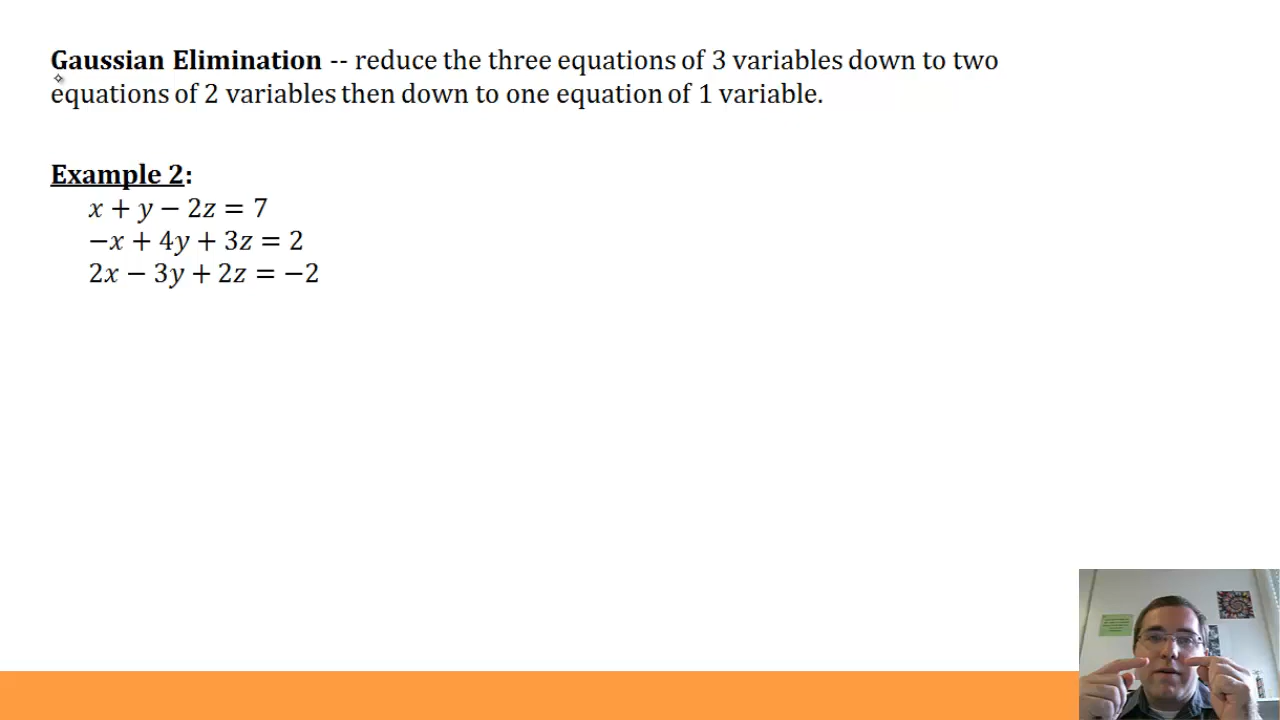 Gaussian Elimination -- reduce the three equations of 3 variables down to two
equations of 2 variables then down to one equation of 1 variable.
Example 2:
x + y − 2z = 7
−x + 4y + 3z = 2
2x − 3y + 2z = −2